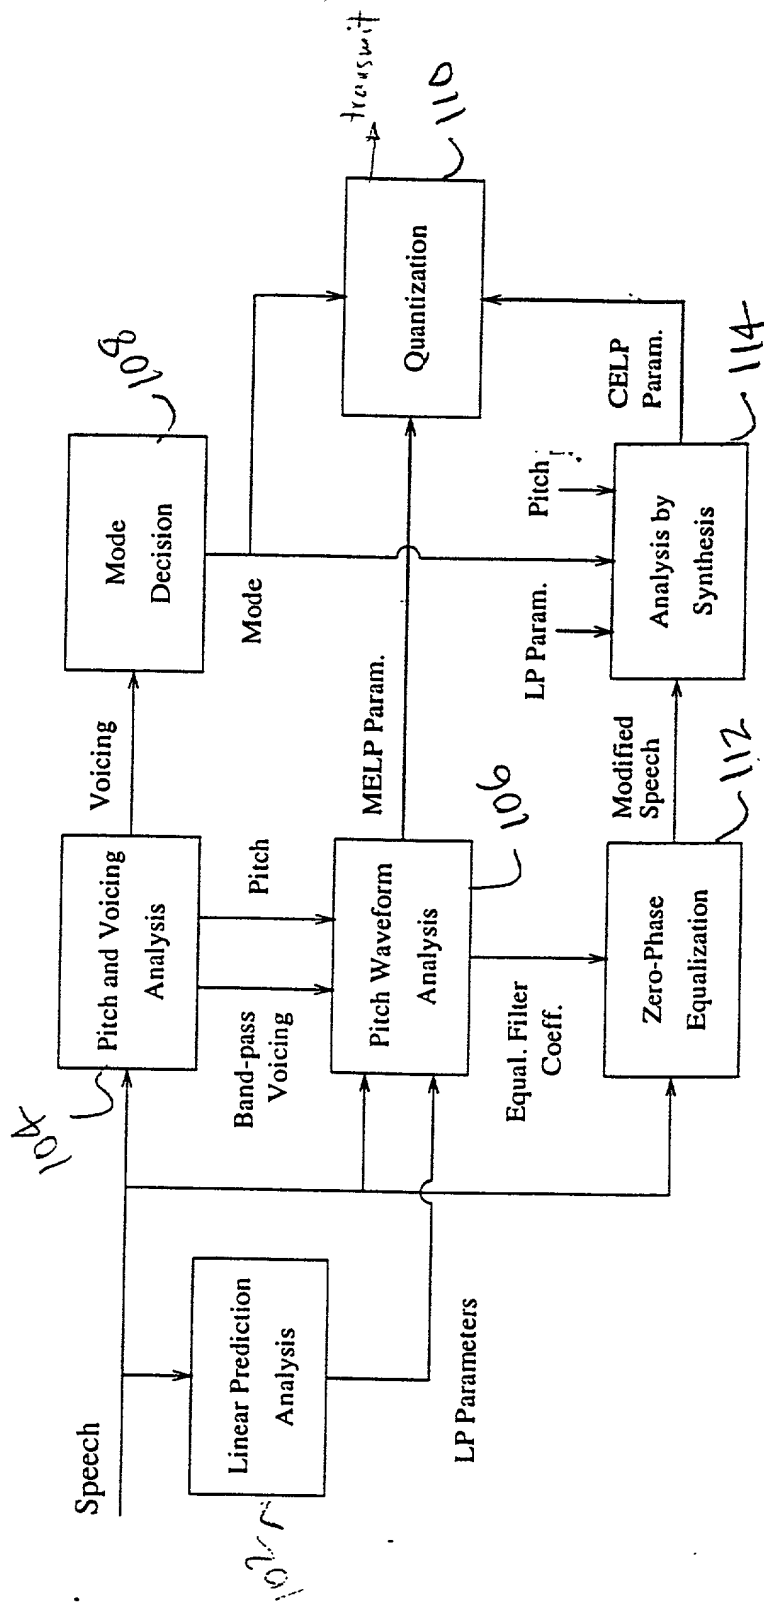 Speech
102
Linear Prediction
Analysis
LP Parameters
104
Pitch and Voicing
Analysis
Voicing
Mode
Decision
108
Mode
Band-pass
Voicing
Pitch
Pitch Waveform
Analysis
106
MELP Param.
Quantization
110
transmit
Equal. Filter
Coeff.
Zero-Phase
Equalization
112
Modified
Speech
LP Param.
Pitch
Analysis by
Synthesis
114
CELP
Param.